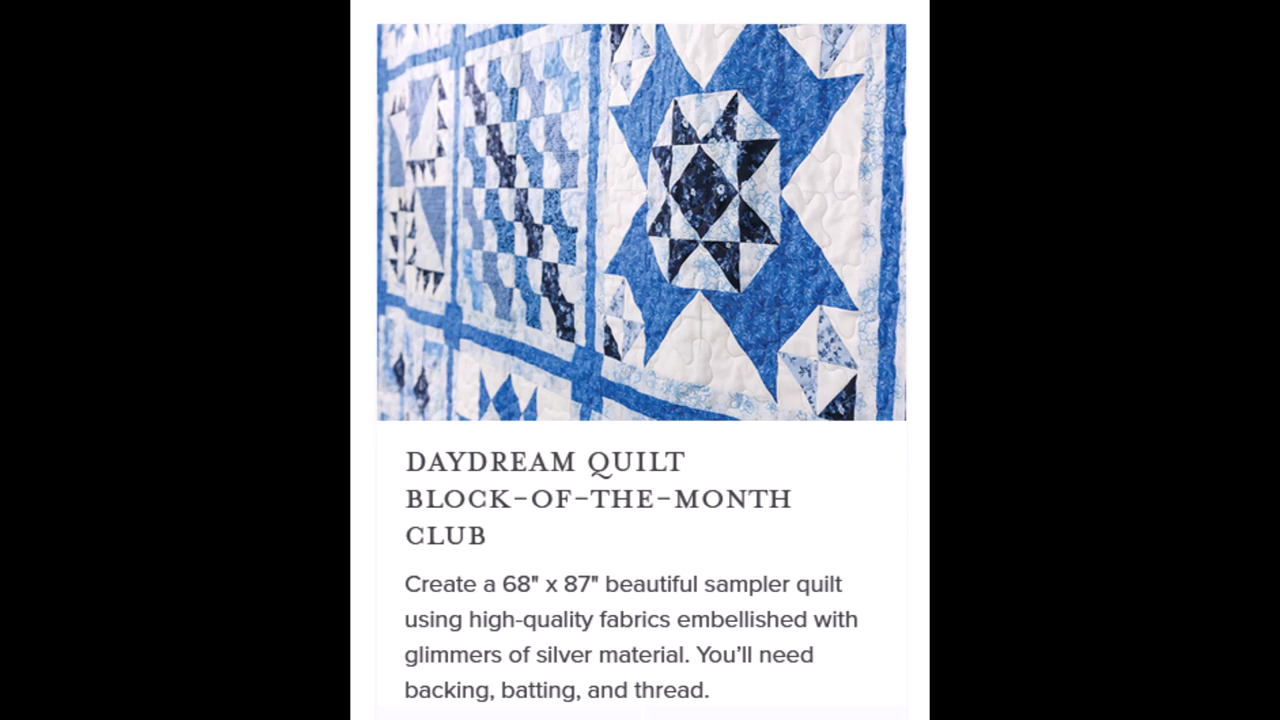 DAYDREAM QUILT
BLOCK-OF-THE-MONTH
CLUB
Create a 68" x 87" beautiful sampler quilt
using high-quality fabrics embellished with
glimmers of silver material. You’ll need
backing, batting, and thread.